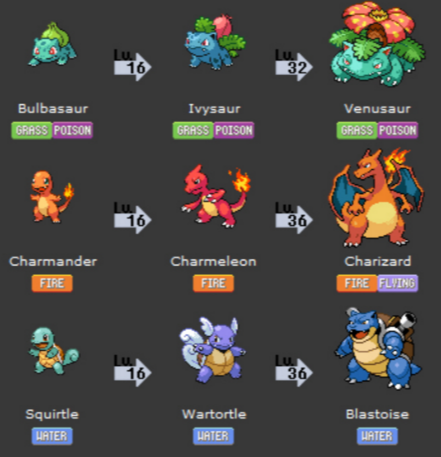 Lv. 16 Lv. 32
Bulbasaur Ivysaur Venusaur
GRASS POISON GRASS POISON GRASS POISON
Lv. 16 Lv. 36
Charmander Charmeleon Charizard
FIRE FIRE FIRE FLYING
Lv. 16 Lv. 36
Squirtle Wartortle Blastoise
WATER WATER WATER